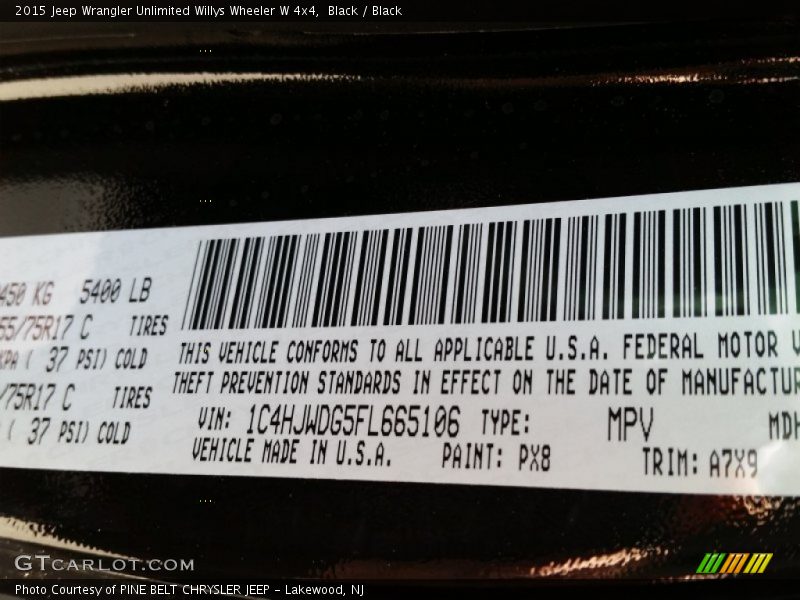 2015 Jeep Wrangler Unlimited Willys Wheeler W 4x4, Black / Black
450 KG 5400 LB
55/75R17 C TIRES
KPA ( 37 PSI) COLD
/75R17 C TIRES
( 37 PSI) COLD
THIS VEHICLE CONFORMS TO ALL APPLICABLE U.S.A. FEDERAL MOTOR V
THEFT PREVENTION STANDARDS IN EFFECT ON THE DATE OF MANUFACTUR
VIN: 1C4HJWDG5FL665106 TYPE: MPV MDH
VEHICLE MADE IN U.S.A. PAINT: PX8 TRIM: A7X9
GTCARLOT.COM
Photo Courtesy of PINE BELT CHRYSLER JEEP – Lakewood, NJ